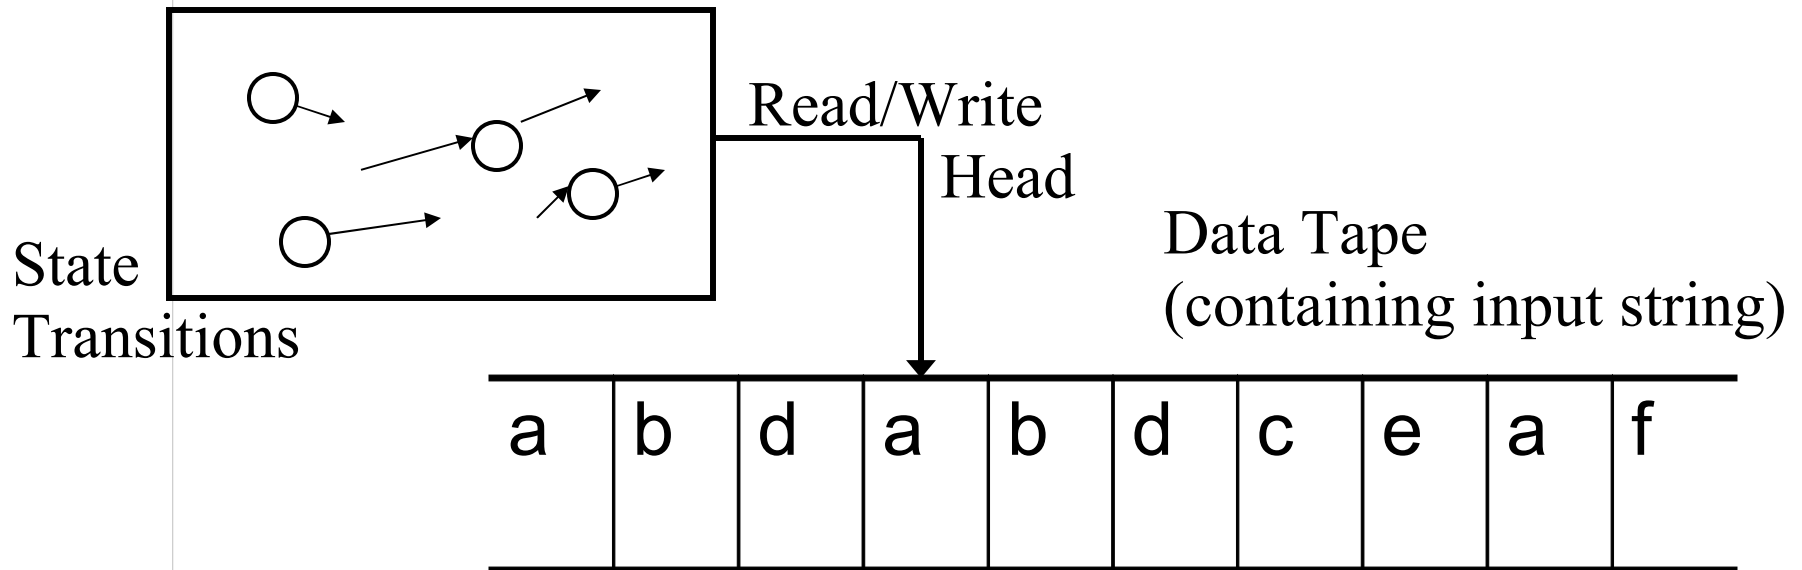 Read/Write
Head
State
Transitions
Data Tape
(containing input string)
a b d a b d c e a f